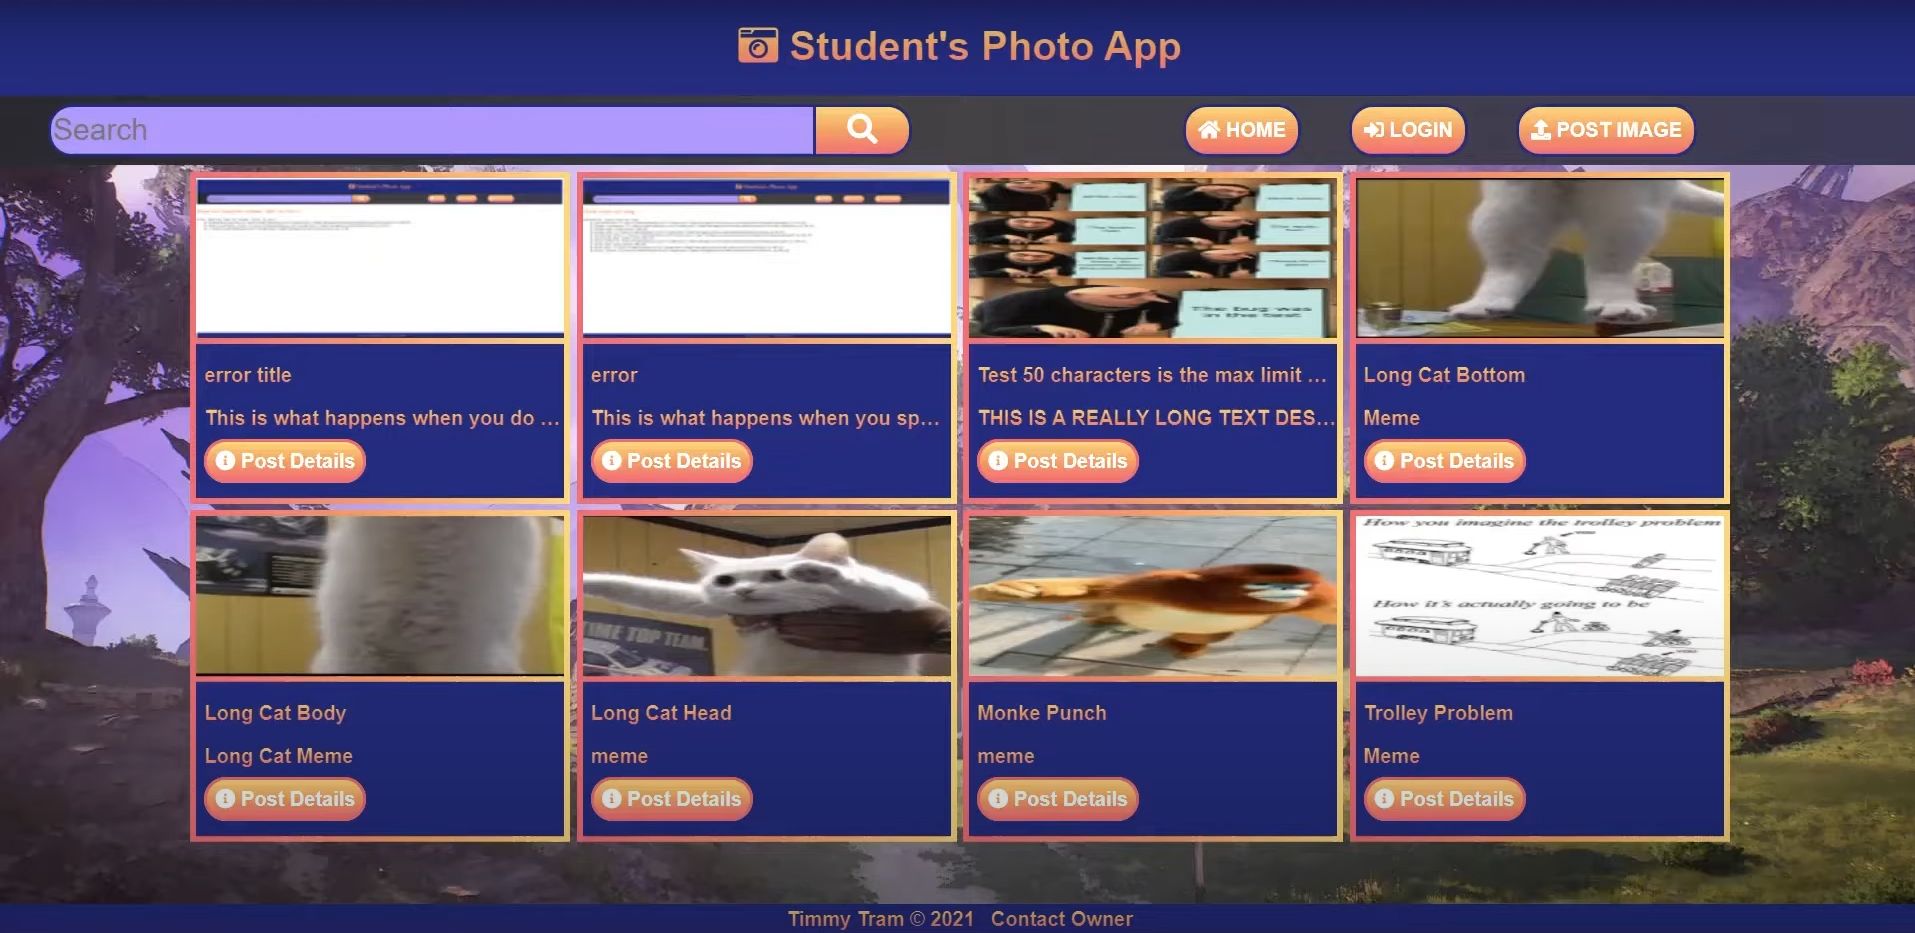 Student's Photo App
Search
HOME
LOGIN
POST IMAGE
The bug was
in the test
error title
This is what happens when you do ...
Post Details
error
This is what happens when you sp...
Post Details
Test 50 characters is the max limit ...
THIS IS A REALLY LONG TEXT DES...
Post Details
Long Cat Bottom
Meme
Post Details
TIME TOP TEAM.
How you imagine the trolley problem
How it's actually going to be
Long Cat Body
Long Cat Meme
Post Details
Long Cat Head
meme
Post Details
Monke Punch
meme
Post Details
Trolley Problem
Meme
Post Details
Timmy Tram © 2021 Contact Owner